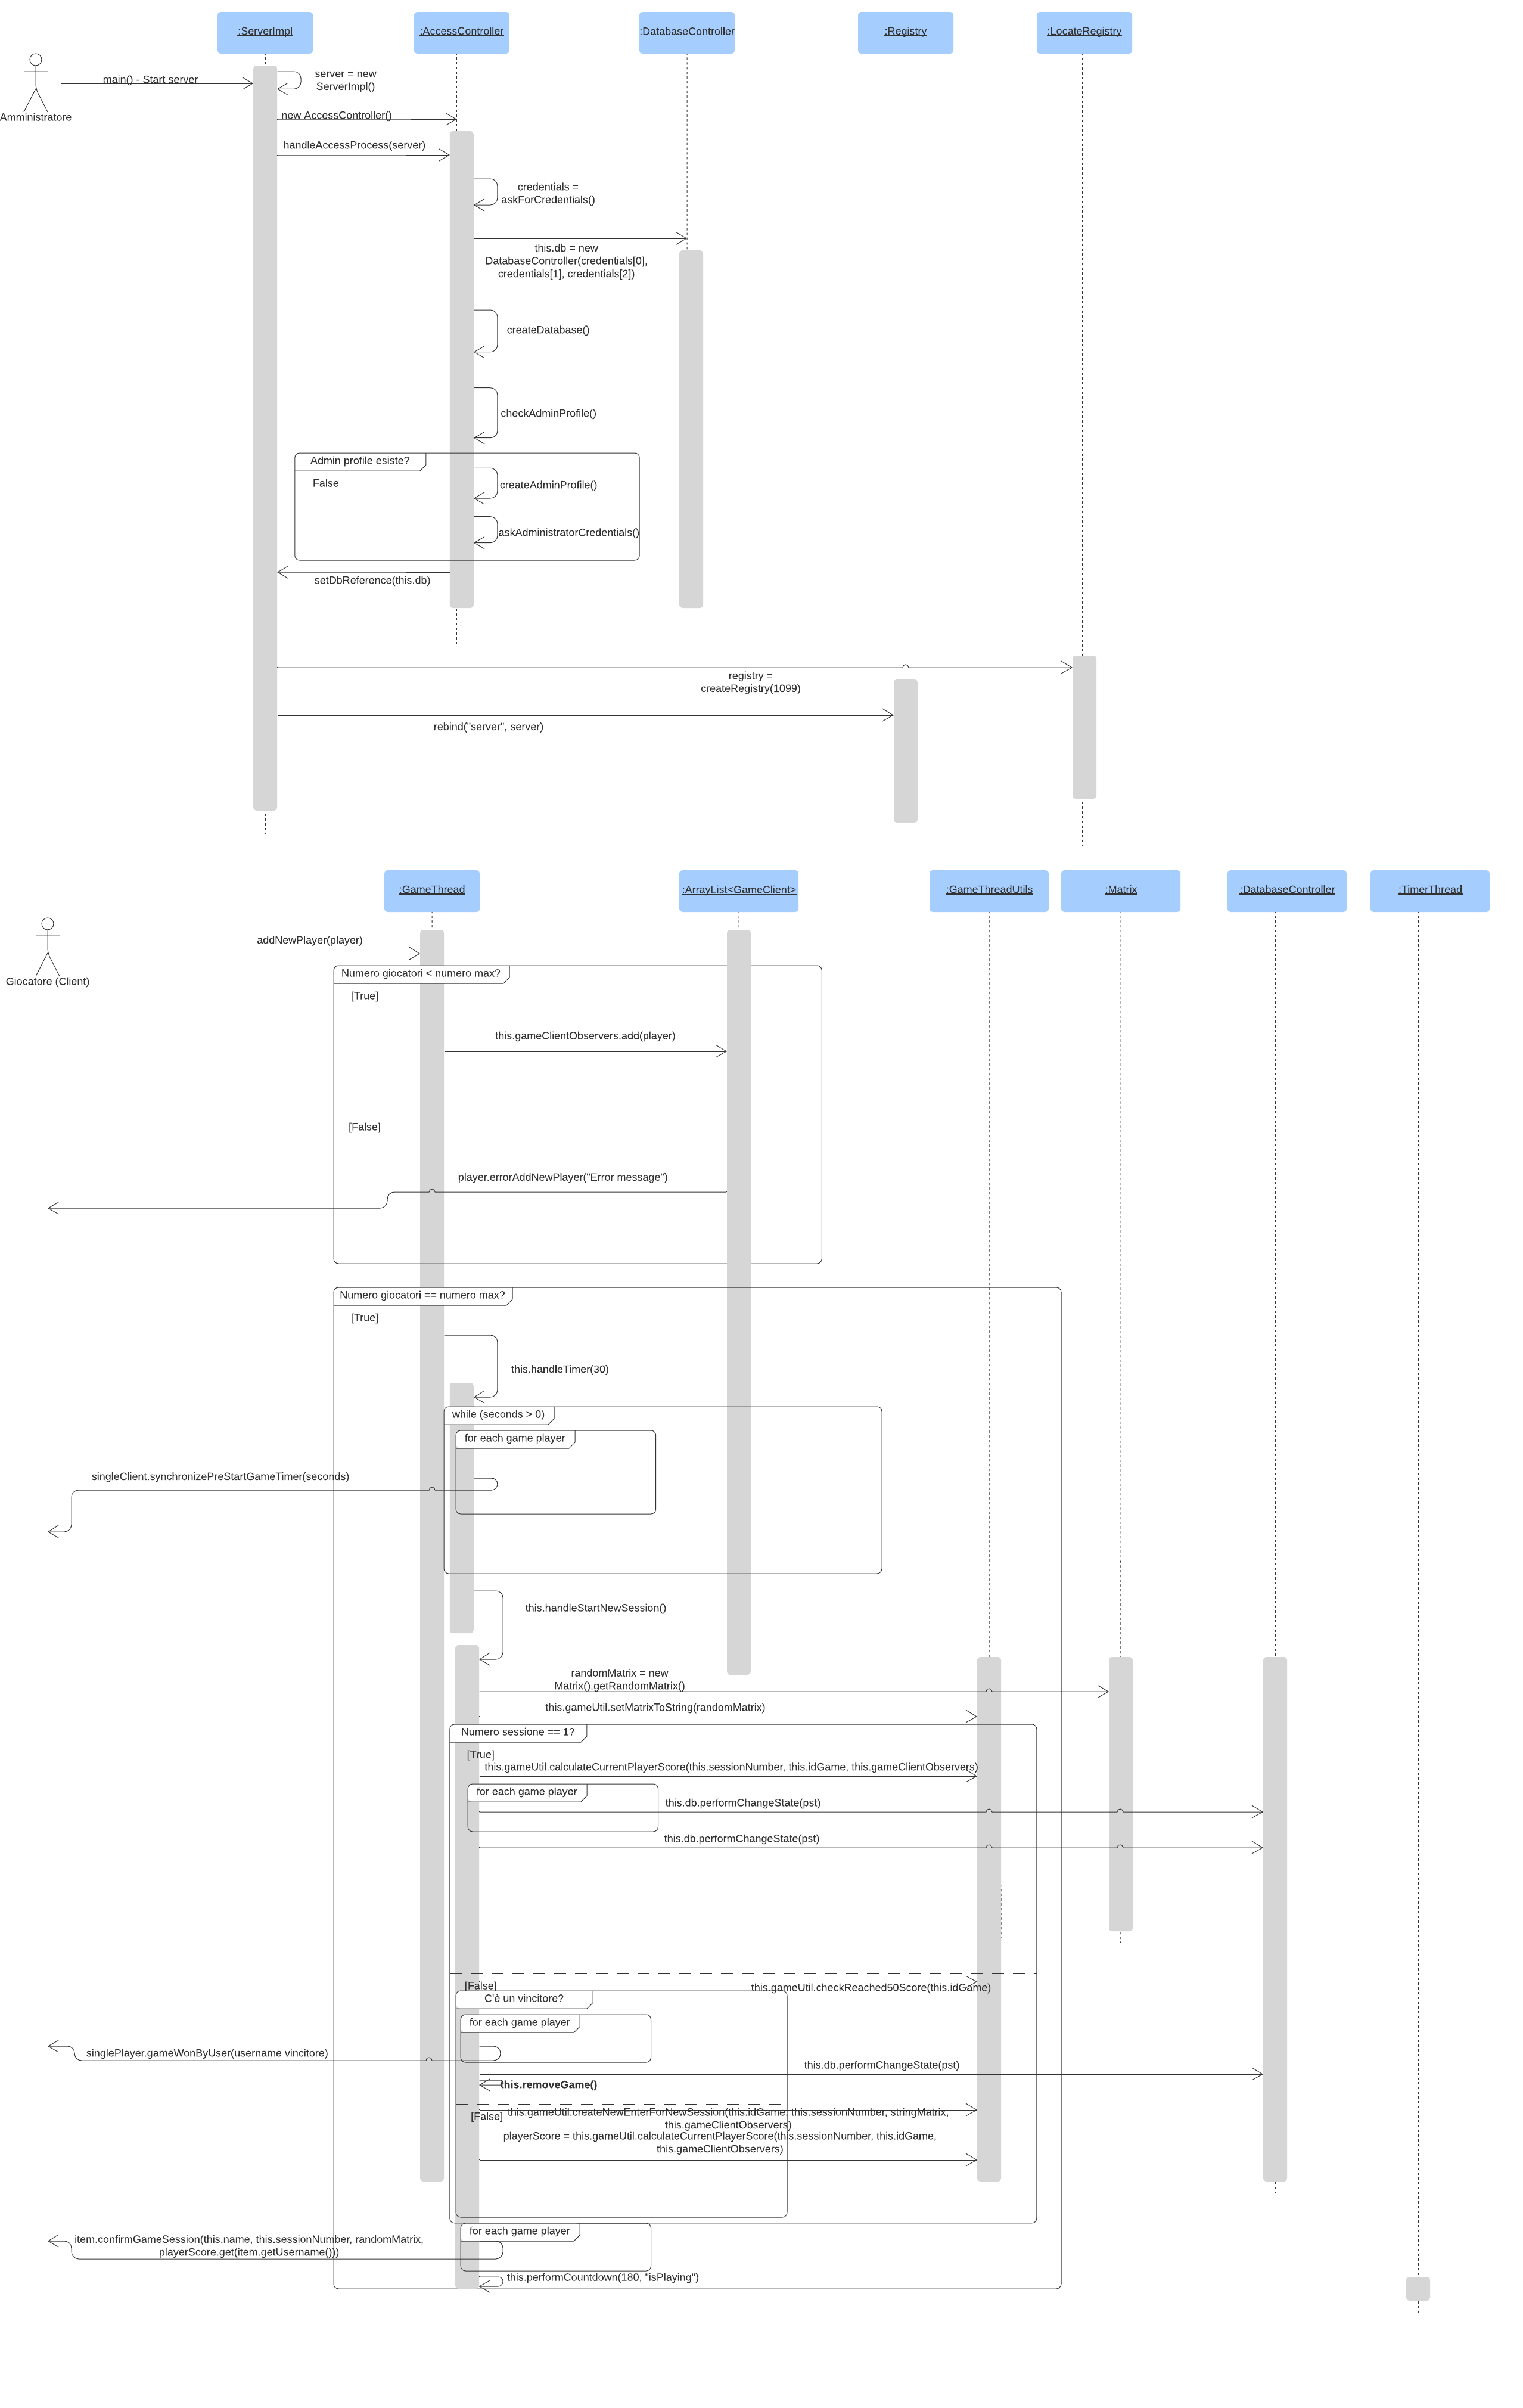 :ServerImpl
:AccessController
:DatabaseController
:Registry
:LocateRegistry
Amministratore
main() - Start server
server = new
ServerImpl()
new AccessController()
handleAccessProcess(server)
credentials =
askForCredentials()
this.db = new
DatabaseController(credentials[0],
credentials[1], credentials[2])
createDatabase()
checkAdminProfile()
Admin profile esiste?
False
createAdminProfile()
askAdministratorCredentials()
setDbReference(this.db)
registry =
createRegistry(1099)
rebind("server", server)
:GameThread
:ArrayList<GameClient>
:GameThreadUtils
:Matrix
:DatabaseController
:TimerThread
Giocatore (Client)
addNewPlayer(player)
Numero giocatori < numero max?
[True]
this.gameClientObservers.add(player)
[False]
player.errorAddNewPlayer("Error message")
Numero giocatori == numero max?
[True]
this.handleTimer(30)
while (seconds > 0)
for each game player
singleClient.synchronizePreStartGameTimer(seconds)
this.handleStartNewSession()
randomMatrix = new
Matrix().getRandomMatrix()
this.gameUtil.setMatrixToString(randomMatrix)
Numero sessione == 1?
[True]
this.gameUtil.calculateCurrentPlayerScore(this.sessionNumber, this.idGame, this.gameClientObservers)
for each game player
this.db.performChangeState(pst)
this.db.performChangeState(pst)
[False]
this.gameUtil.checkReached50Score(this.idGame)
C'è un vincitore?
for each game player
singlePlayer.gameWonByUser(username vincitore)
this.db.performChangeState(pst)
this.removeGame()
[False]
this.gameUtil.createNewEnterForNewSession(this.idGame, this.sessionNumber, stringMatrix,
this.gameClientObservers)
playerScore = this.gameUtil.calculateCurrentPlayerScore(this.sessionNumber, this.idGame,
this.gameClientObservers)
for each game player
item.confirmGameSession(this.name, this.sessionNumber, randomMatrix,
playerScore.get(item.getUsername()))
this.performCountdown(180, "isPlaying")